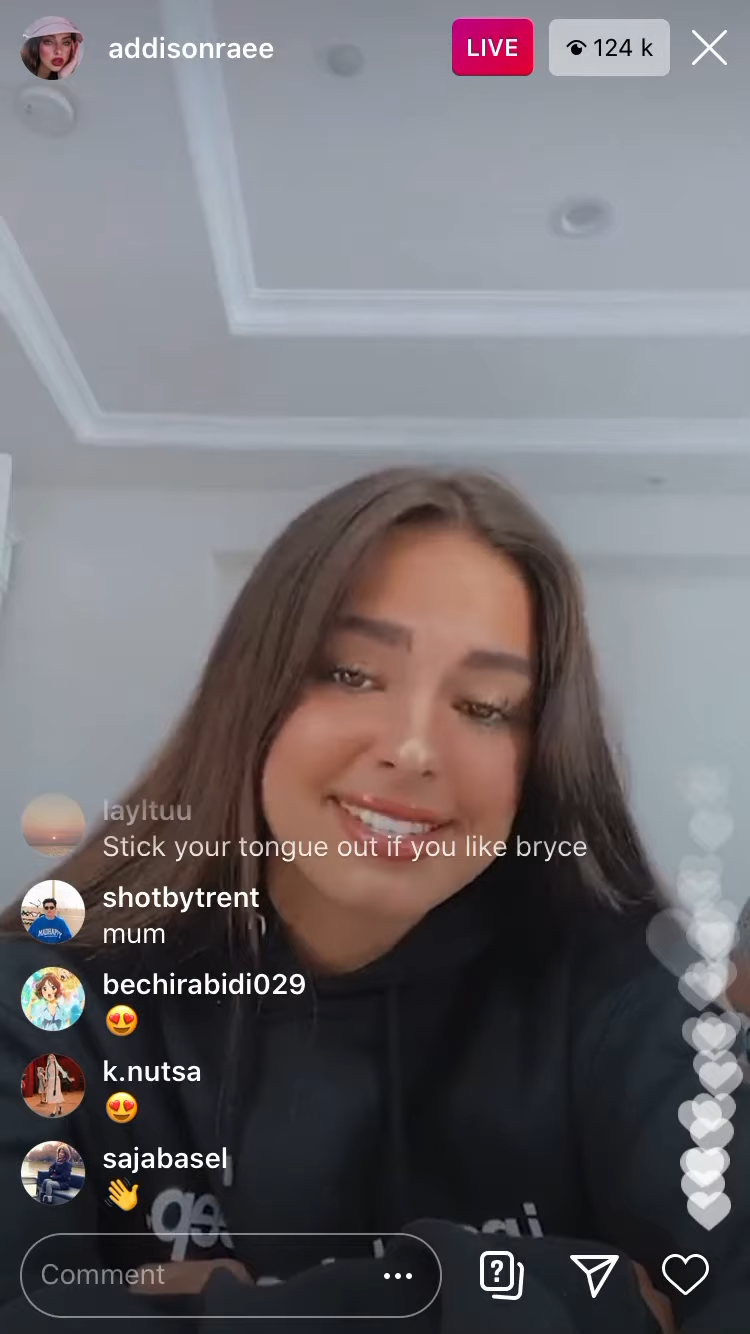 addisonraee
LIVE
124 k
layltuu
Stick your tongue out if you like bryce
shotbytrent
mum
bechirabidi029
😍
k.nutsa
😍
sajabasel
👋
Comment